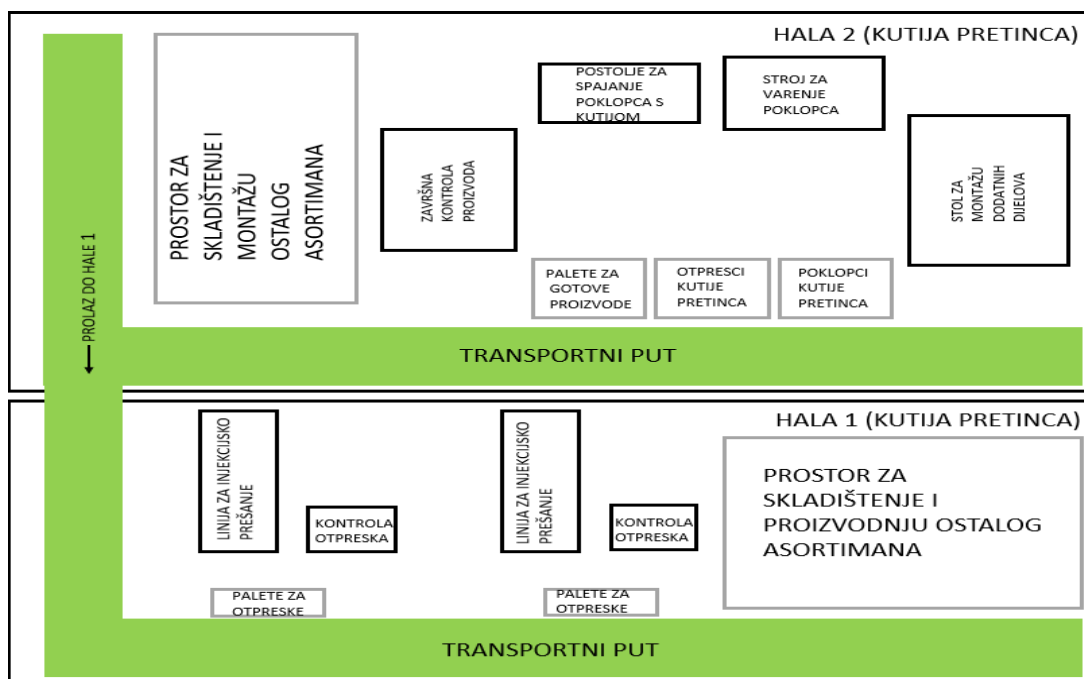 HALA 2 (KUTIJA PRETINCA)
PROSTOR ZA
SKLADIŠTENJE I
MONTAŽU
OSTALOG
ASORTIMANA
ZAVRŠNA
KONTROLA
PROIZVODA
POSTOLJE ZA
SPAJANJE
POKLOPCA S
KUTIJOM
STROJ ZA
VARENJE
POKLOPCA
STOL ZA
MONTAŽU
DODATNIH
DIJELOVA
PALETE ZA
GOTOVE
PROIZVODE
OTPRESCI
KUTIJE
PRETINCA
POKLOPCI
KUTIJE
PRETINCA
PROLAZ DO HALE 1
TRANSPORTNI PUT
HALA 1 (KUTIJA PRETINCA)
LINIJA ZA INJEKCIJSKO
PREŠANJE
KONTROLA
OTPRESKA
PALETE ZA
OTPRESKE
LINIJA ZA INJEKCIJSKO
PREŠANJE
KONTROLA
OTPRESKA
PALETE ZA
OTPRESKE
PROSTOR ZA
SKLADIŠTENJE I
PROIZVODNJU OSTALOG
ASORTIMANA
TRANSPORTNI PUT